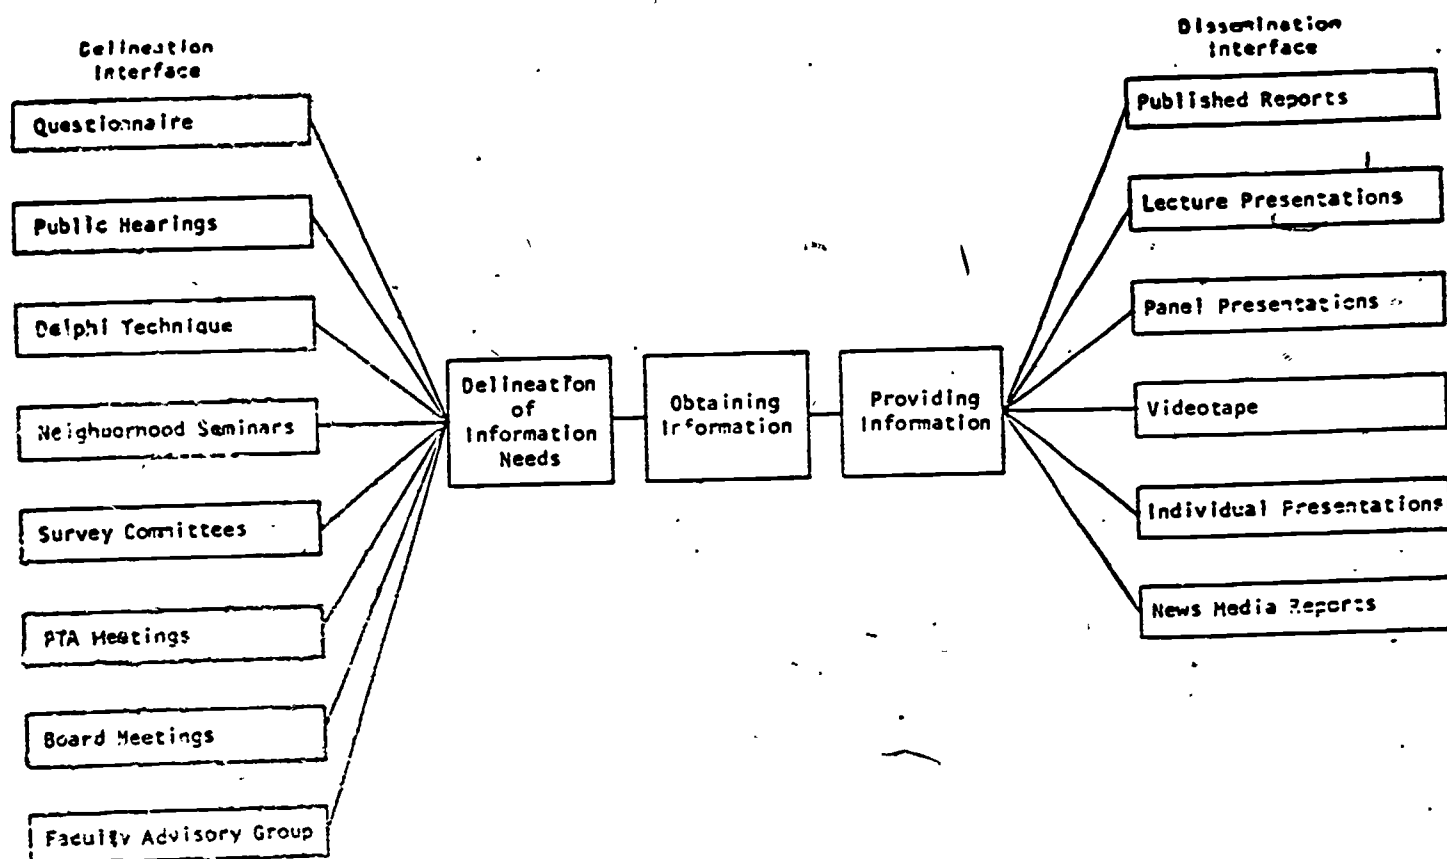 Delineation
Interface
Questionnaire
Public Hearings
Delphi Technique
Neighborhood Seminars
Survey Committees
PTA Meetings
Board Meetings
Faculty Advisory Group
Delineation
of
Information
Needs
Obtaining
Information
Providing
Information
Dissemination
Interface
Published Reports
Lecture Presentations
Panel Presentations
Videotape
Individual Presentations
News Media Reports